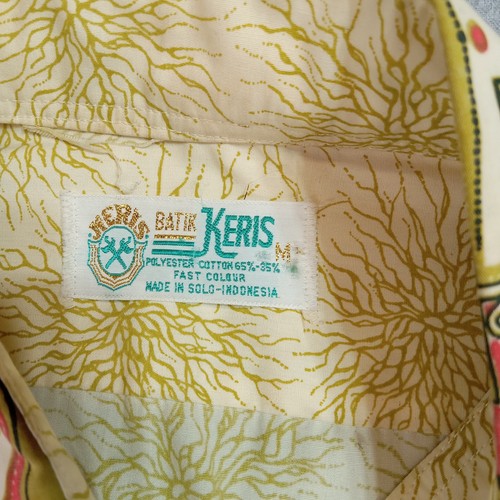 KERIS
BATIK KERIS
M
POLYESTER COTTON 65%-35%
FAST COLOUR
MADE IN SOLO-INDONESIA